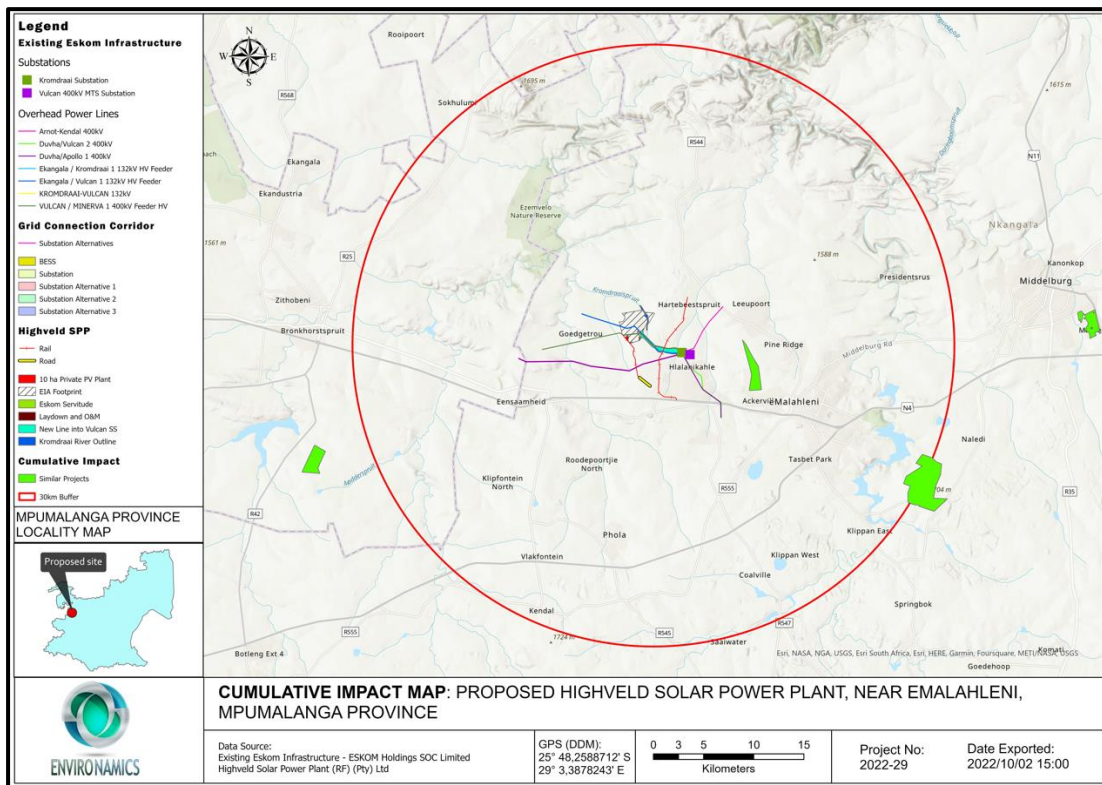 Legend
Existing Eskom Infrastructure
Substations
Kromdraai Substation
Vulcan 400kV MTS Substation
Overhead Power Lines
Arnot-Kendal 400kV
Duvha/Vulcan 2 400kV
Duvha/Apollo 1 400kV
Ekangala / Kromdraai 1 132kV HV Feeder
Ekangala / Vulcan 1 132kV HV Feeder
KROMDRAAI-VULCAN 132kV
VULCAN / MINERVA 1 400kV Feeder HV
Grid Connection Corridor
Substation Alternatives
BESS
Substation
Substation Alternative 1
Substation Alternative 2
Substation Alternative 3
Highveld SPP
Rail
Road
10 ha Private PV Plant
EIA Footprint
Eskom Servitude
Laydown and O&M
New Line into Vulcan SS
Kromdraai River Outline
Cumulative Impact
Similar Projects
30km Buffer
MPUMALANGA PROVINCE
LOCALITY MAP
Proposed site
ENVIRONAMICS
N
W E
S
Rooipoort
1695 m
1615 m
R568
Sokhulumi
R544
N11
Ekangala
Ekandustria
Ezemvelo
Nature Reserve
Nkangala
1561 m
R25
1588 m
Kanonkop
Presidentsrus
Middelburg
Kromdraaispruit
Zithobeni
Hartebeestspruit
Leeupoort
Bronkhorstspruit
Goedgetrou
Pine Ridge
Middelburg Rd
Hlalanikahle
Eensaamheid
Ackerville
eMalahleni
N4
Naledi
Roodepoortjie
North
Tasbet Park
Klipfontein
North
R555
R35
R42
Phola
Klippan East
Vlakfontein
Klippan West
Coalville
Kendal
Springbok
R555
1724 m
R545
R547
Saaiwater
Botleng Ext 4
Esri, NASA, NGA, USGS, Esri South Africa, Esri, HERE, Garmin, Foursquare, METI/NASA, USGS
Komati
Goedehoop
CUMULATIVE IMPACT MAP: PROPOSED HIGHVELD SOLAR POWER PLANT, NEAR EMALAHLENI,
MPUMALANGA PROVINCE
Data Source:
Existing Eskom Infrastructure - ESKOM Holdings SOC Limited
Highveld Solar Power Plant (RF) (Pty) Ltd
GPS (DDM):
25° 48,2588712' S
29° 3,3878243' E
0 3 5 10 15
Kilometers
Project No:
2022-29
Date Exported:
2022/10/02 15:00